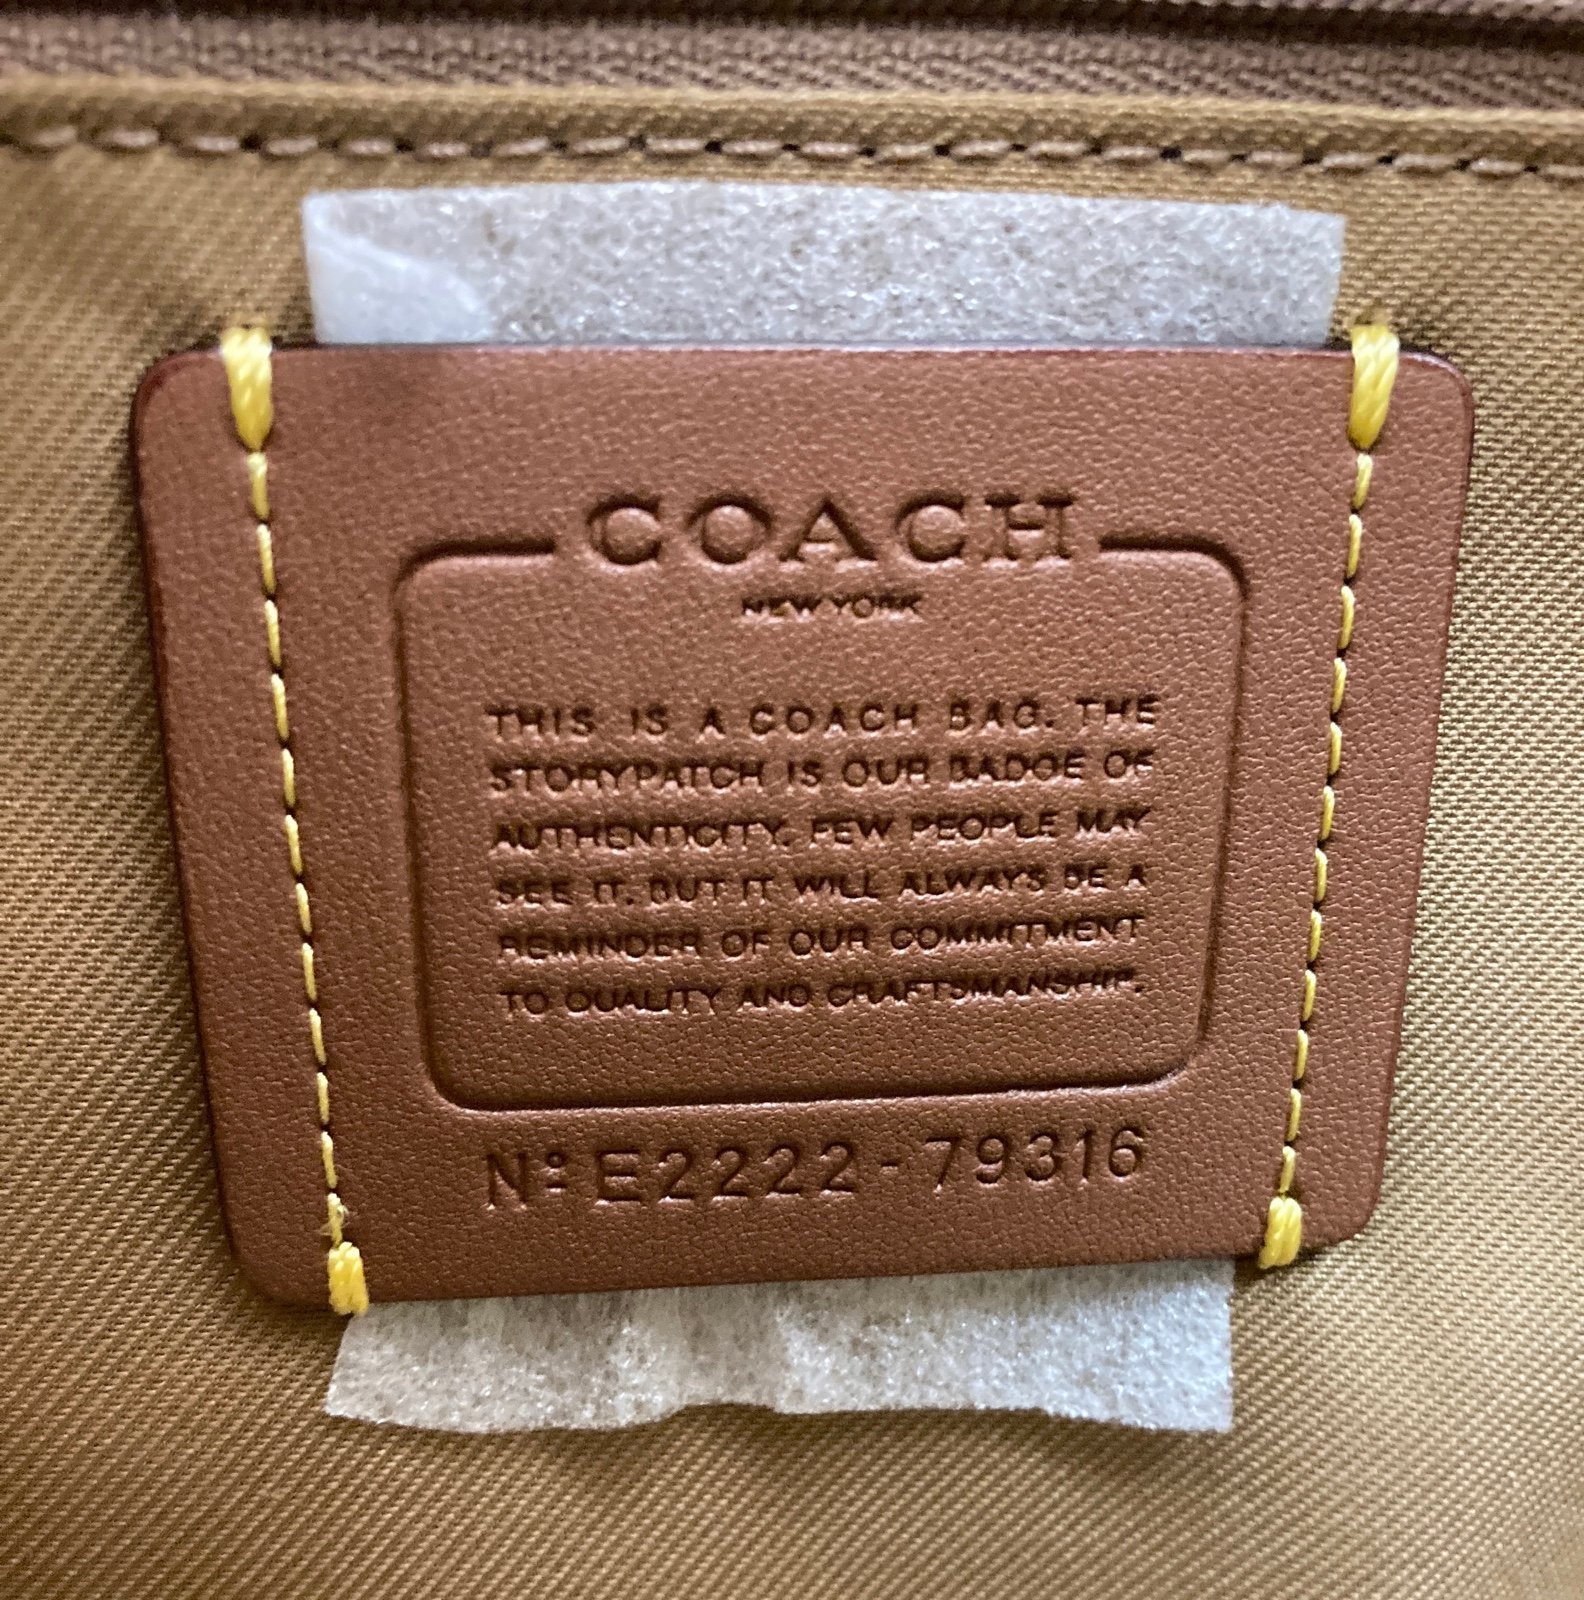 COACH
NEW YORK
THIS IS A COACH BAG. THE
STORYPATCH IS OUR BADGE OF
AUTHENTICITY. FEW PEOPLE MAY
SEE IT, BUT IT WILL ALWAYS BE A
REMINDER OF OUR COMMITMENT
TO QUALITY AND CRAFTSMANSHIP.
Nº E2222-79316